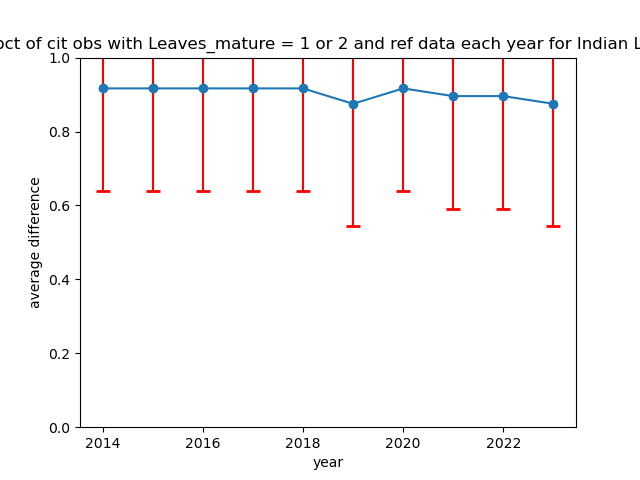 of cit obs with Leaves_mature = 1 or 2 and ref data each year for Indian
1.0
0.8
0.6
0.4
0.2
0.0
average difference
2014 2016 2018 2020 2022
year